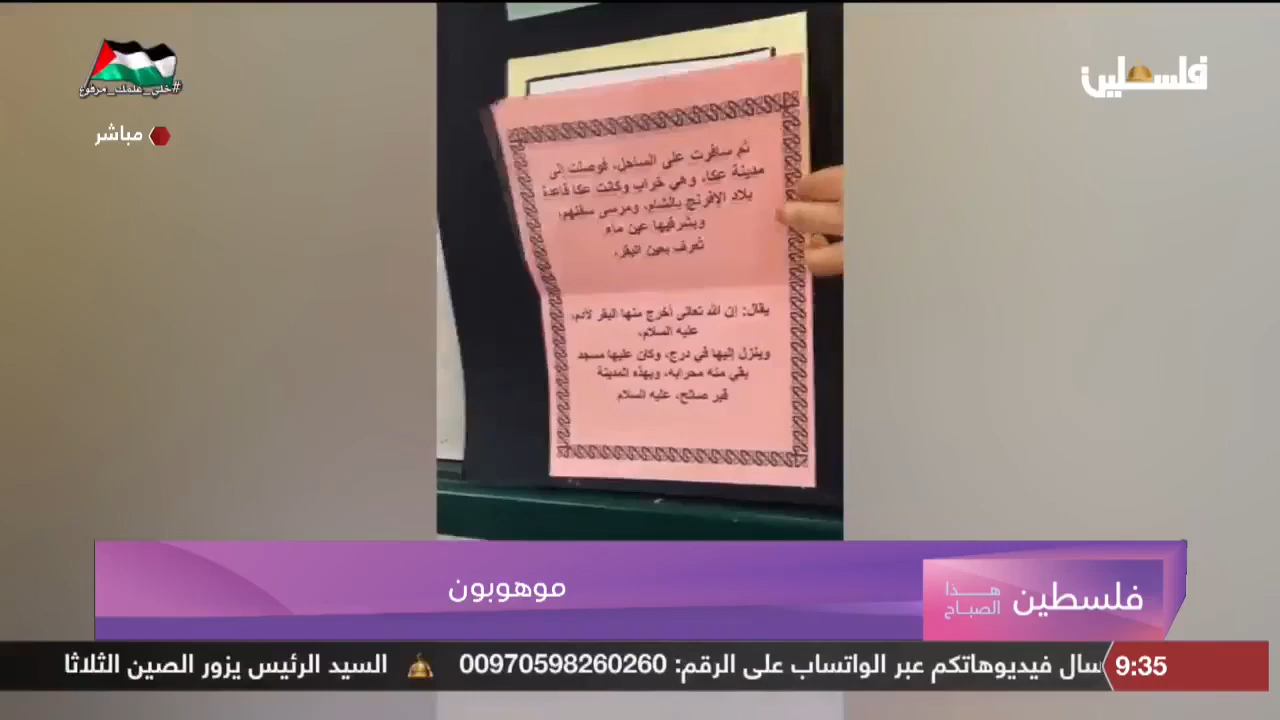 #خلي_علمك_مرفوع
فلسطين
مباشر
ثم سافرت على الساحل، فوصلت إلى
مدينة عكا، وهي خراب وكانت عكا قاعدة
بلاد الإفرنج بالشام، ومرسى سفنهم،
وبشرقيها عين ماء
تعرف بعين البقر.
يقال: إن الله تعالى أخرج منها البقر لآدم،
عليه السلام.
وينزل إليها في درج، وكان عليها مسجد
بقي منه محرابه، وبهذه المدينة
قبر صالح، عليه السلام
موهوبون
فلسطين هذا الصباح
9:35
سال فيديوهاتكم عبر الواتساب على الرقم: 00970598260260 السيد الرئيس يزور الصين الثلاثا